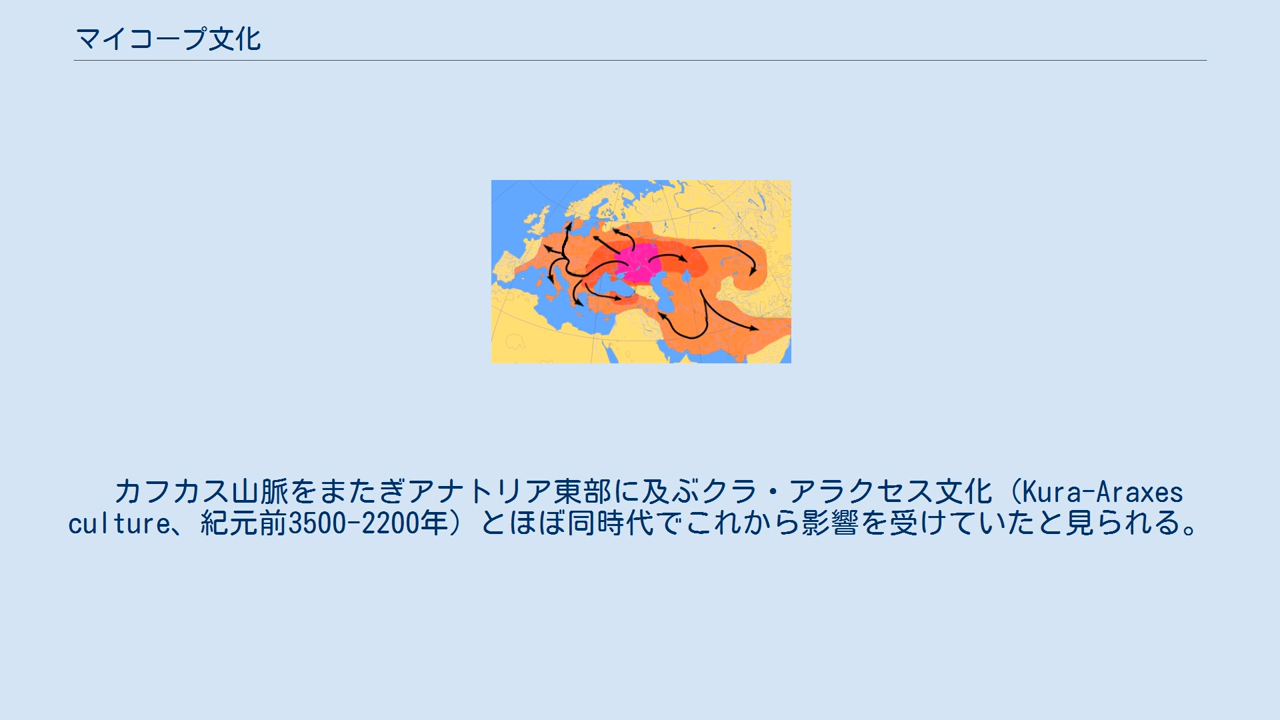 マイコープ文化
カフカス山脈をまたぎアナトリア東部に及ぶクラ・アラクセス文化（Kura-Araxes
culture、紀元前3500-2200年）とほぼ同時代でこれから影響を受けていたと見られる。